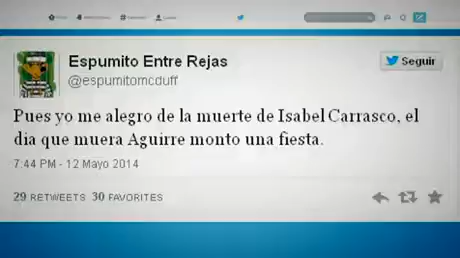 Espumito Entre Rejas
Seguir
@espumitomcduff
Pues yo me alegro de la muerte de Isabel Carrasco, el
dia que muera Aguirre monto una fiesta.
7:44 PM - 12 Mayo 2014
29 RETWEETS 30 FAVORITES